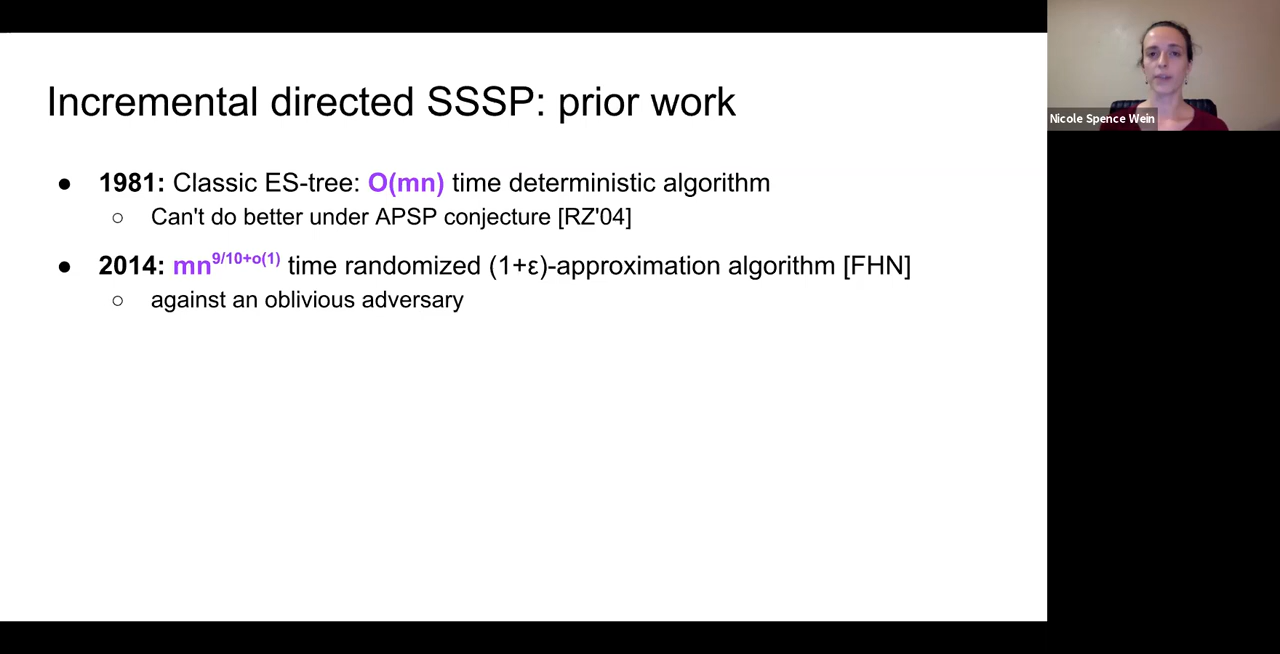 Incremental directed SSSP: prior work
Nicole Spence Wein
● 1981: Classic ES-tree: O(mn) time deterministic algorithm
○ Can't do better under APSP conjecture [RZ'04]
● 2014: mn^9/10+o(1) time randomized (1+ε)-approximation algorithm [FHN]
○ against an oblivious adversary